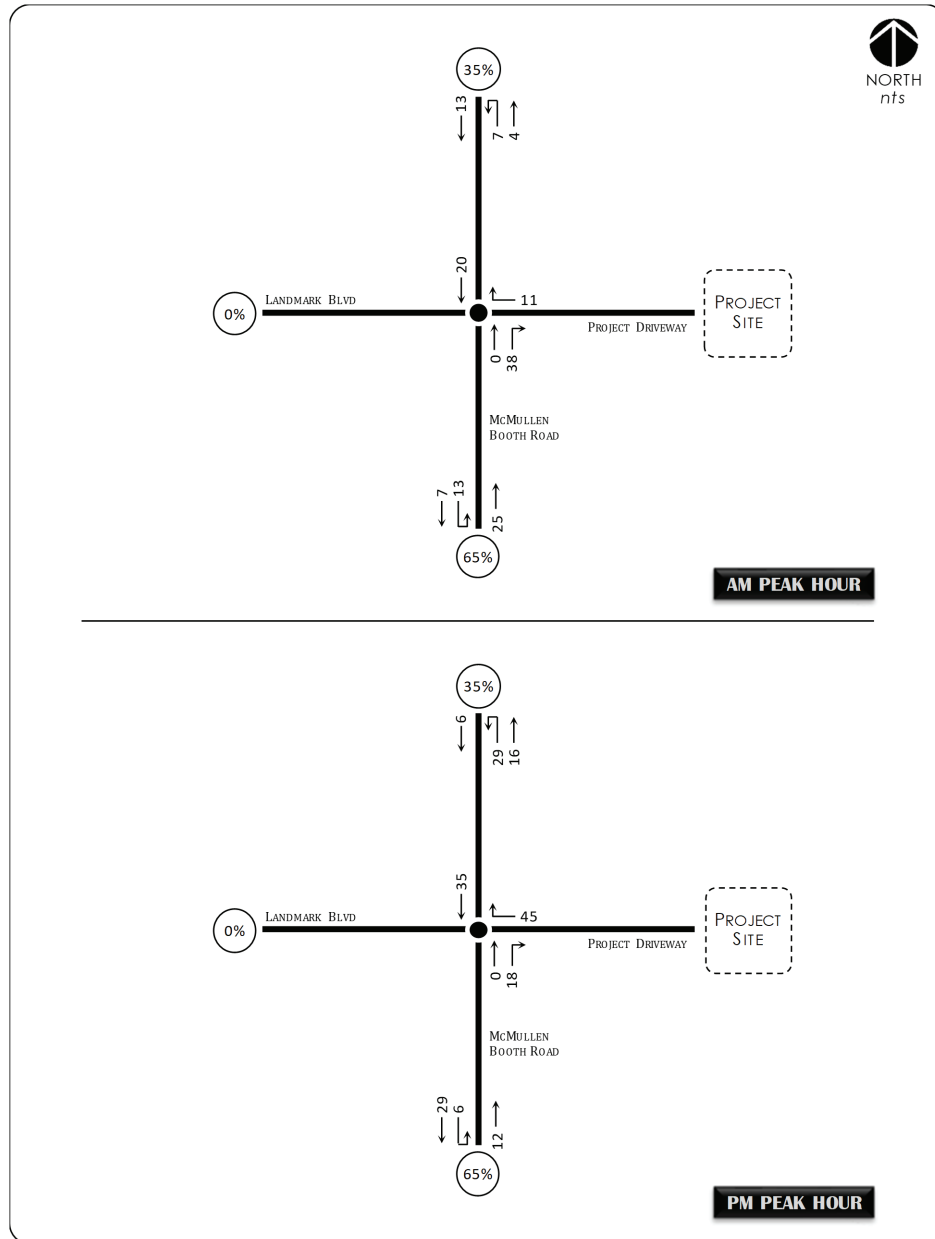 NORTH
nts
35%
13
7
4
20
LANDMARK BLVD
11
0%
PROJECT
SITE
PROJECT DRIVEWAY
0
38
MCMULLEN
BOOTH ROAD
7
13
25
65%
AM PEAK HOUR
35%
6
29
16
35
LANDMARK BLVD
45
0%
PROJECT
SITE
PROJECT DRIVEWAY
0
18
MCMULLEN
BOOTH ROAD
29
6
12
65%
PM PEAK HOUR